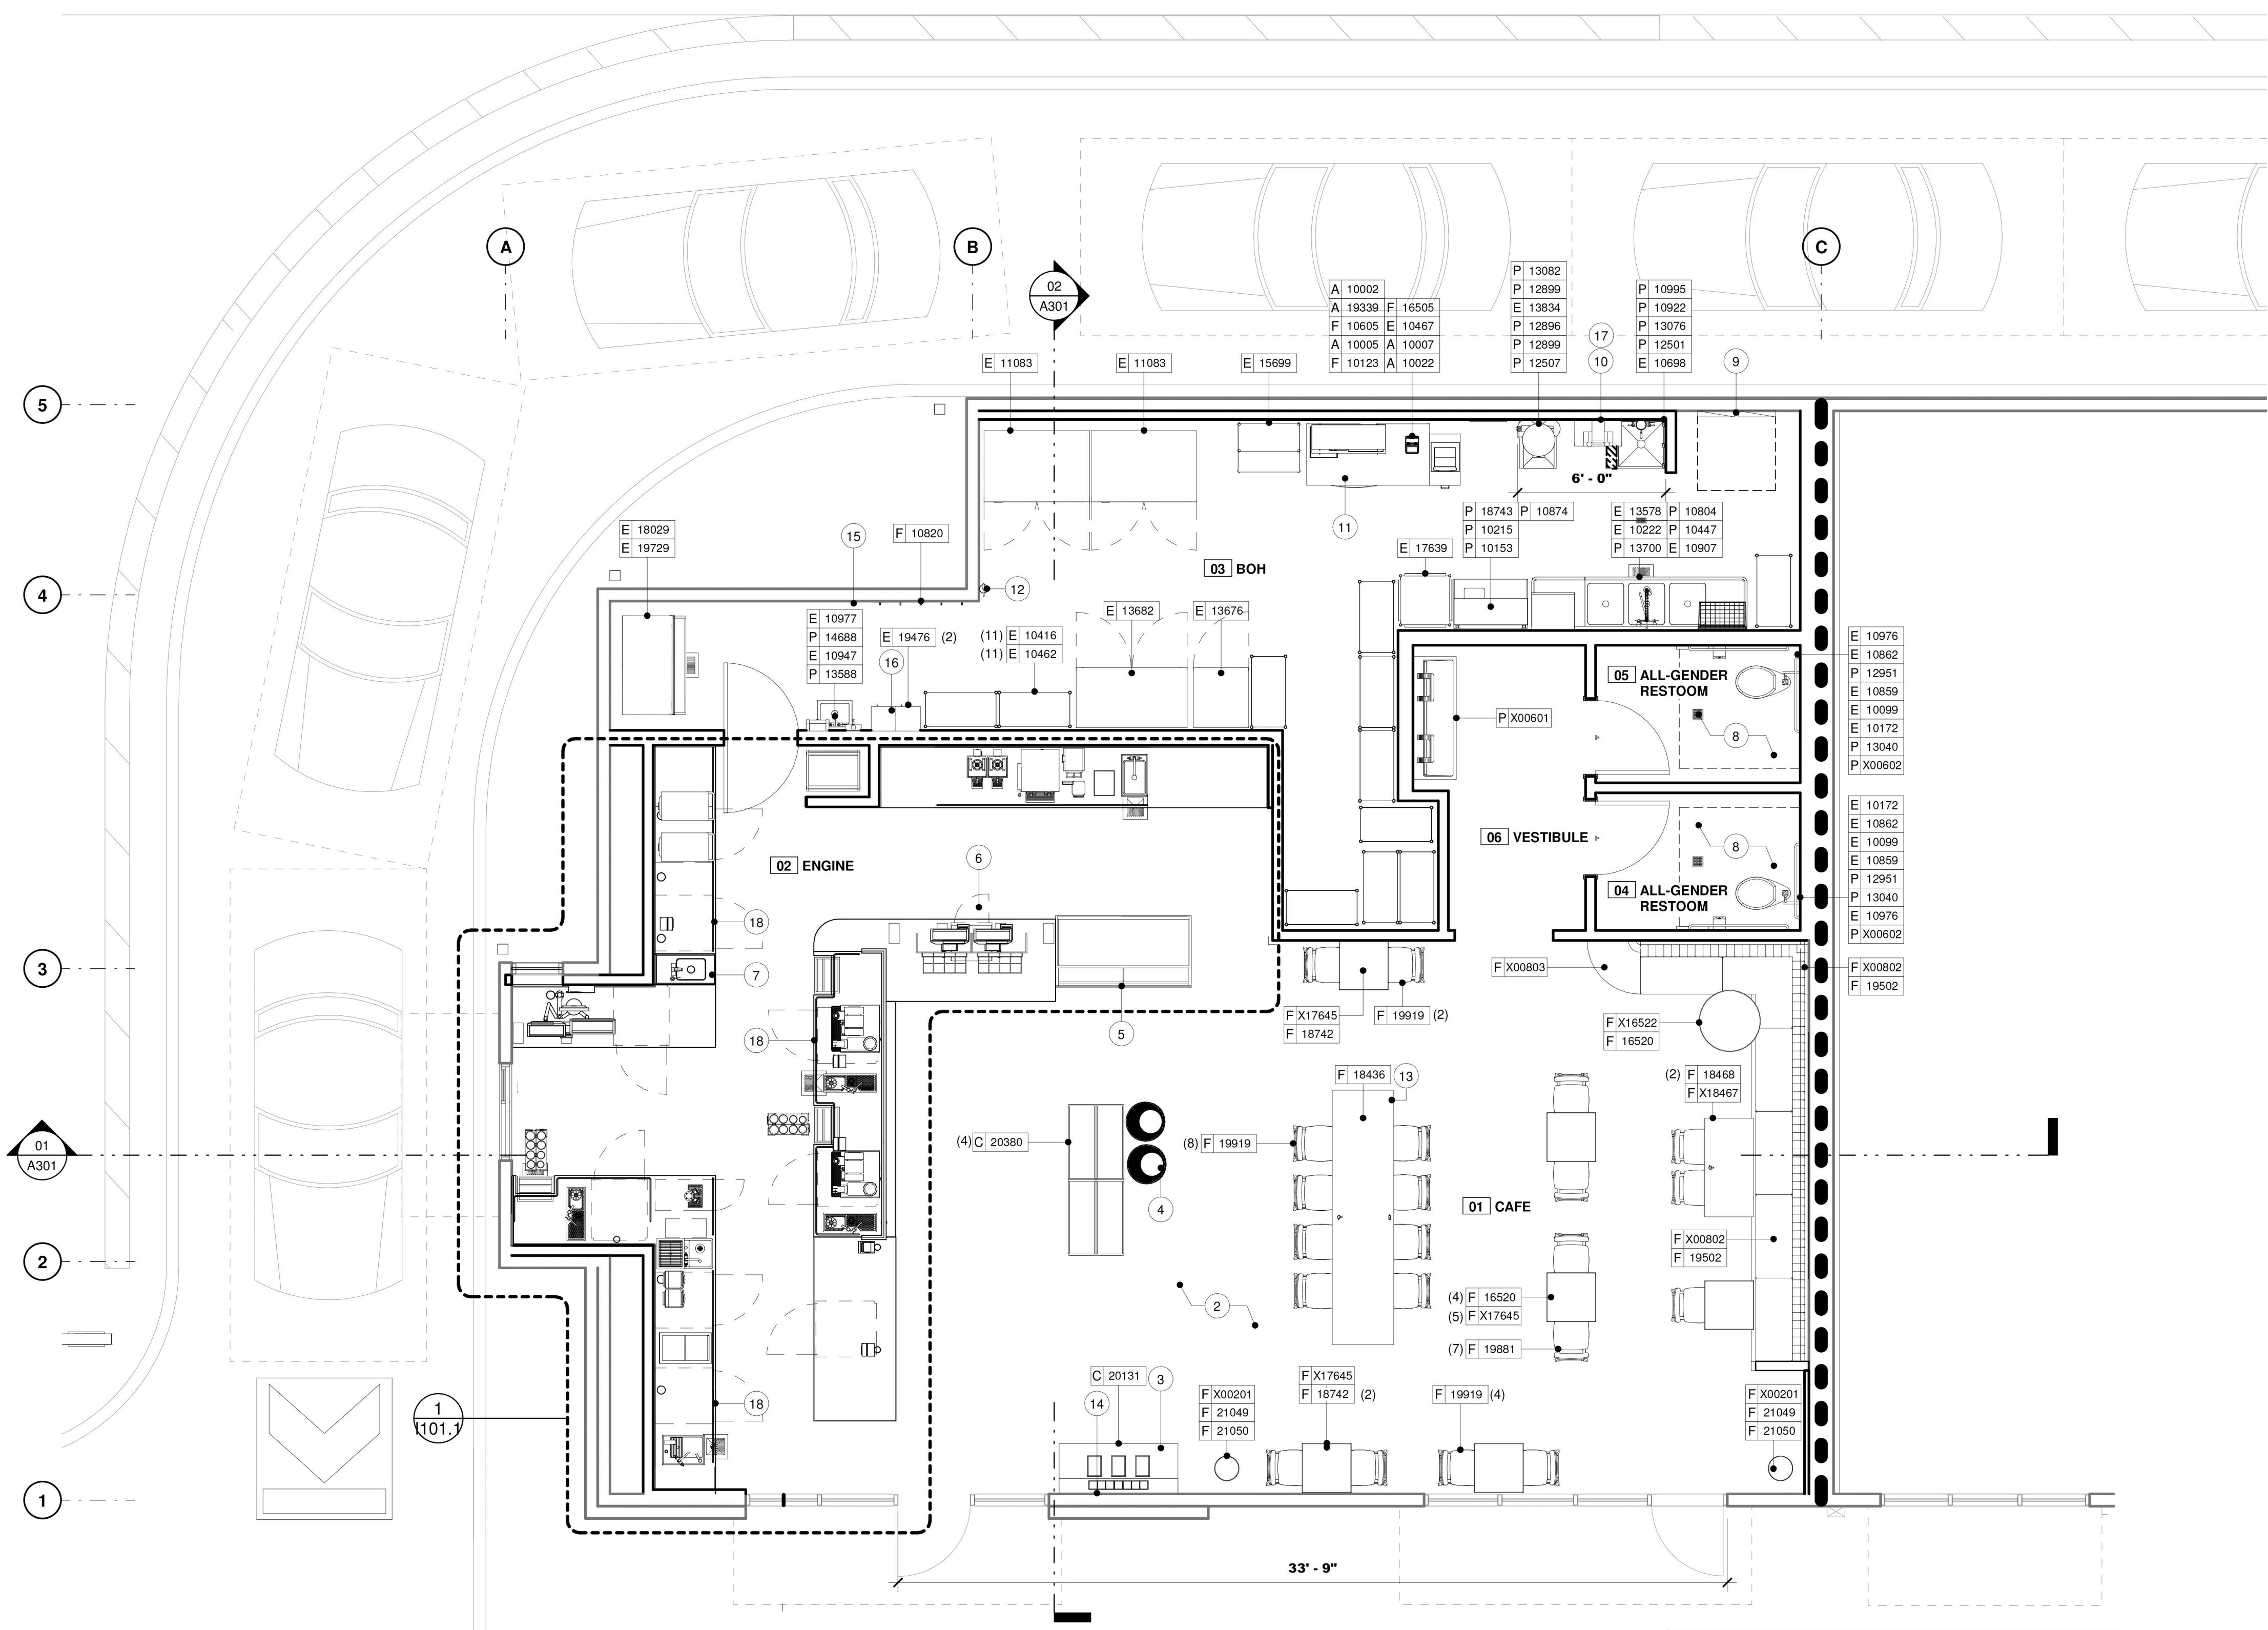 A
B
C
02
A301
P 13082
P 12899
E 13834
P 12896
P 12899
P 12507
A 10002
A 19339 F 16505
F 10605 E 10467
A 10005 A 10007
F 10123 A 10022
P 10995
P 10922
P 13076
P 12501
E 10698
17
10
9
E 11083
E 11083
E 15699
5
6' - 0"
11
P 18743 P 10874
P 10215
P 10153
E 13578 P 10804
E 10222 P 10447
P 13700 E 10907
E 18029
E 19729
15
F 10820
E 17639
03 BOH
4
12
E 10977
P 14688
E 10947
P 13588
E 19476 (2)
16
(11) E 10416
(11) E 10462
E 13682
E 13676
E 10976
E 10862
P 12951
E 10859
E 10099
E 10172
P 13040
P X00602
05 ALL-GENDER
RESTOOM
P X00601
8
E 10172
E 10862
E 10099
E 10859
P 12951
P 13040
E 10976
P X00602
06 VESTIBULE
8
02 ENGINE
6
04 ALL-GENDER
RESTOOM
18
3
7
F X00803
F X00802
F 19502
5
F X17645
F 18742
F 19919 (2)
F X16522
F 16520
18
F 18436
13
(2) F 18468
F X18467
01
A301
(4) C 20380
(8) F 19919
4
01 CAFE
F X00802
F 19502
2
2
(4) F 16520
(5) F X17645
(7) F 19881
1
I101.1
18
C 20131
3
14
F X00201
F 21049
F 21050
F X17645
F 18742 (2)
F 19919 (4)
F X00201
F 21049
F 21050
1
33' - 9"